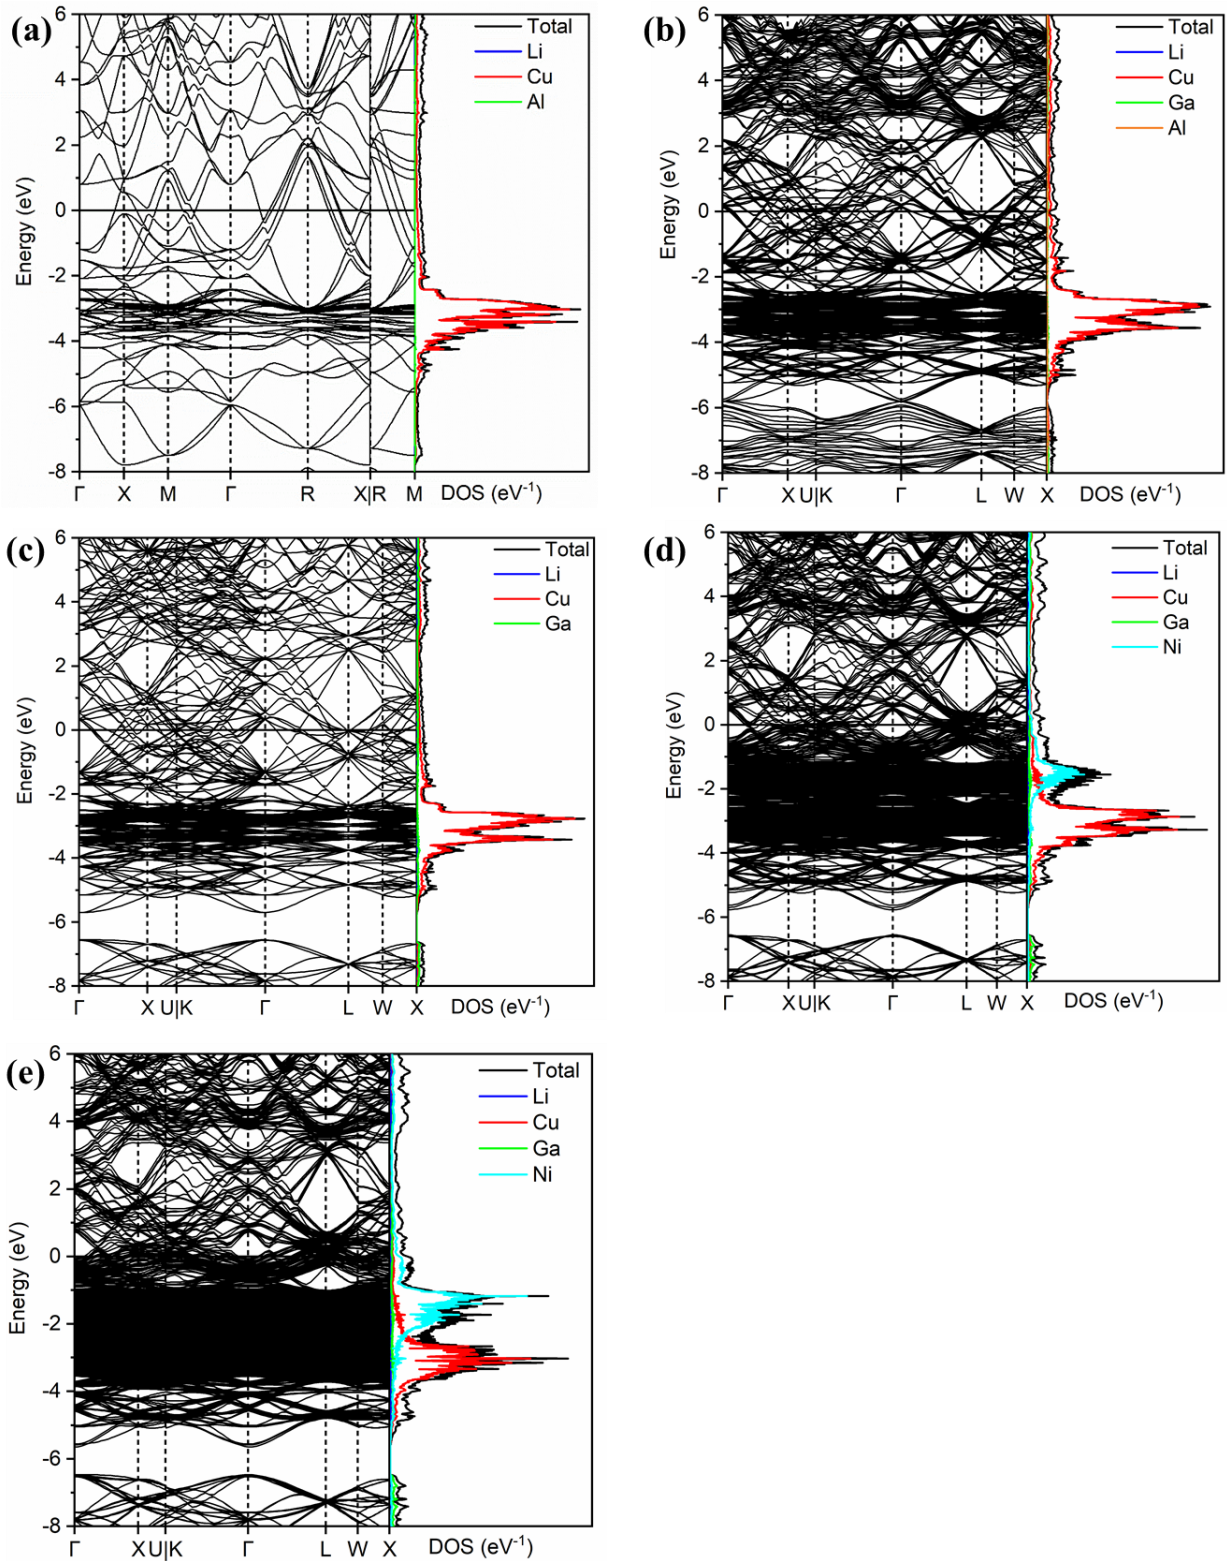 (a)
6
4
2
0
-2
-4
-6
-8
Energy (eV)
Total
Li
Cu
Al
Γ X M Γ R X|R M DOS (eV⁻¹)
(b)
6
4
2
0
-2
-4
-6
-8
Energy (eV)
Total
Li
Cu
Ga
Al
Γ X U|K Γ L W X DOS (eV⁻¹)
(c)
6
4
2
0
-2
-4
-6
-8
Energy (eV)
Total
Li
Cu
Ga
Γ X U|K Γ L W X DOS (eV⁻¹)
(d)
6
4
2
0
-2
-4
-6
-8
Energy (eV)
Total
Li
Cu
Ga
Ni
Γ X U|K Γ L W X DOS (eV⁻¹)
(e)
6
4
2
0
-2
-4
-6
-8
Energy (eV)
Total
Li
Cu
Ga
Ni
Γ X U|K Γ L W X DOS (eV⁻¹)